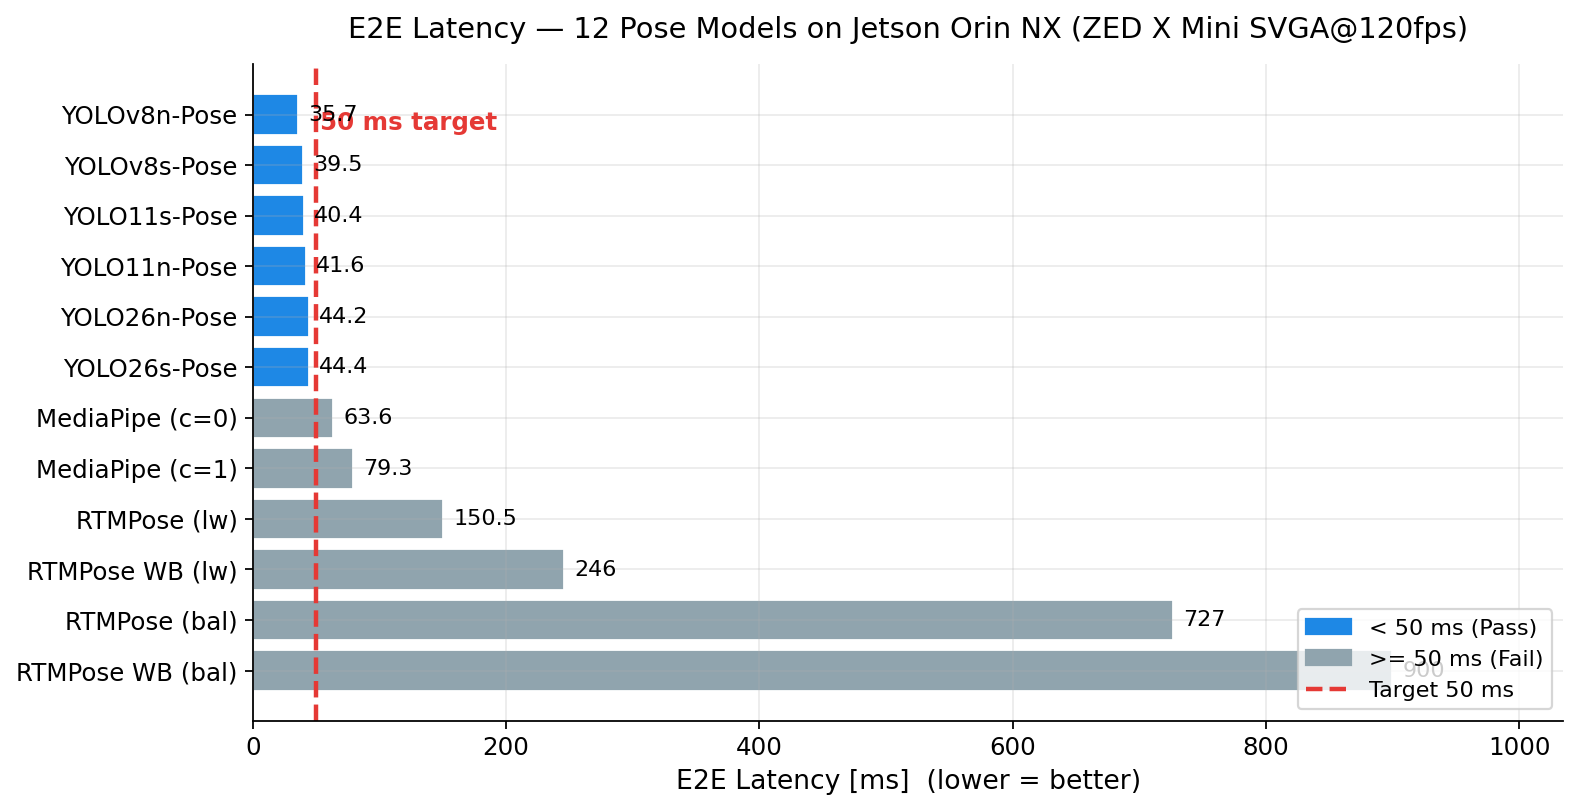 E2E Latency — 12 Pose Models on Jetson Orin NX (ZED X Mini SVGA@120fps)
YOLOv8n-Pose
35.7
50 ms target
YOLOv8s-Pose
39.5
YOLO11s-Pose
40.4
YOLO11n-Pose
41.6
YOLO26n-Pose
44.2
YOLO26s-Pose
44.4
MediaPipe (c=0)
63.6
MediaPipe (c=1)
79.3
RTMPose (lw)
150.5
RTMPose WB (lw)
246
RTMPose (bal)
727
RTMPose WB (bal)
900
< 50 ms (Pass)
>= 50 ms (Fail)
Target 50 ms
0 200 400 600 800 1000
E2E Latency [ms]  (lower = better)